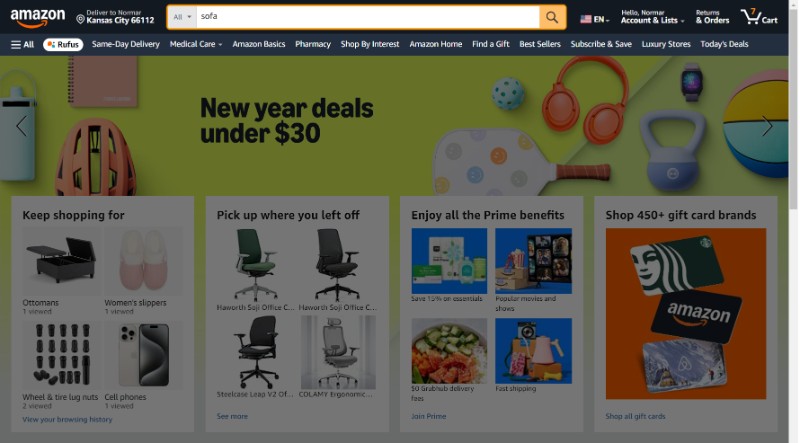 amazon
Deliver to Normar
Kansas City 66112
All
sofa
EN
Hello, Normar
Account & Lists
Returns
& Orders
7
Cart
All
Rufus
Same-Day Delivery
Medical Care
Amazon Basics
Pharmacy
Shop By Interest
Amazon Home
Find a Gift
Best Sellers
Subscribe & Save
Luxury Stores
Today's Deals
New year deals
under $30
Keep shopping for
Ottomans
1 viewed
Women's slippers
1 viewed
Wheel & tire lug nuts
2 viewed
Cell phones
1 viewed
View your browsing history
Pick up where you left off
Haworth Soji Office C...
Haworth Soji Office C...
Steelcase Leap V2 Of...
COLAMY Ergonomic...
See more
Enjoy all the Prime benefits
Save 15% on essentials
Popular movies and
shows
$0 Grubhub delivery
fees
Fast shipping
Join Prime
Shop 450+ gift card brands
amazon
Shop all gift cards